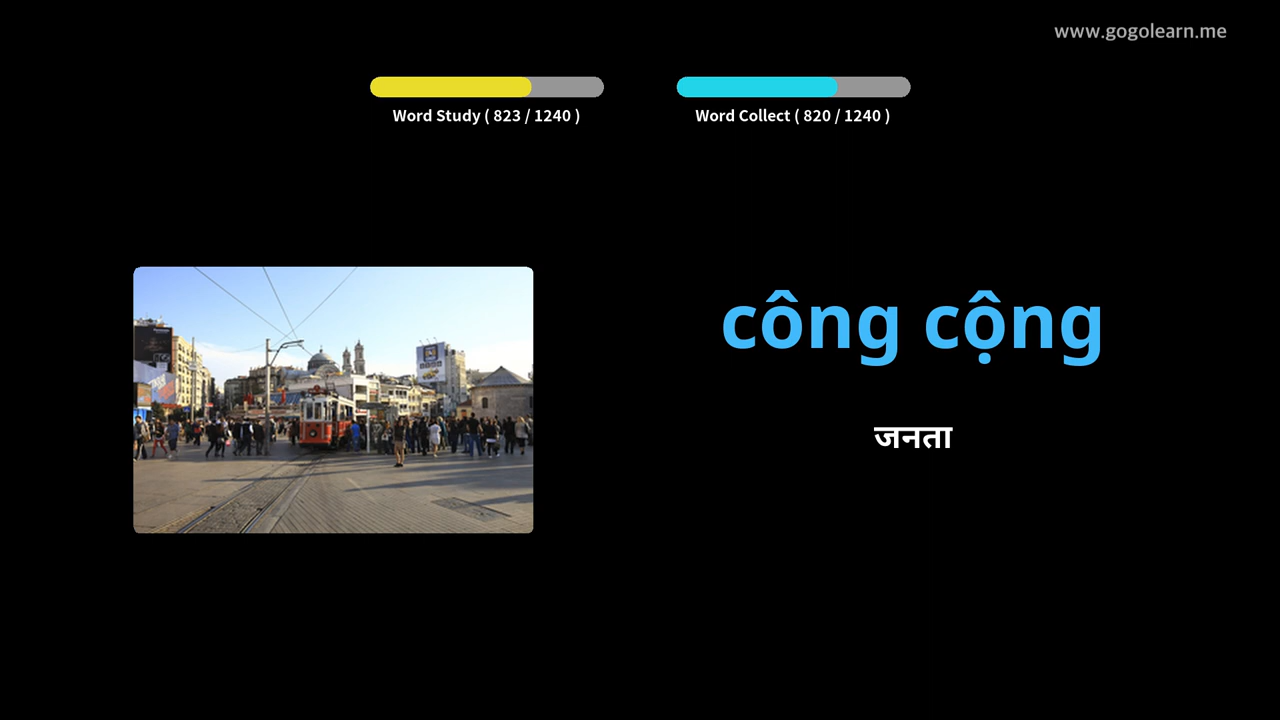 www.gogolearn.me
Word Study ( 823 / 1240 )
Word Collect ( 820 / 1240 )
công cộng
जनता